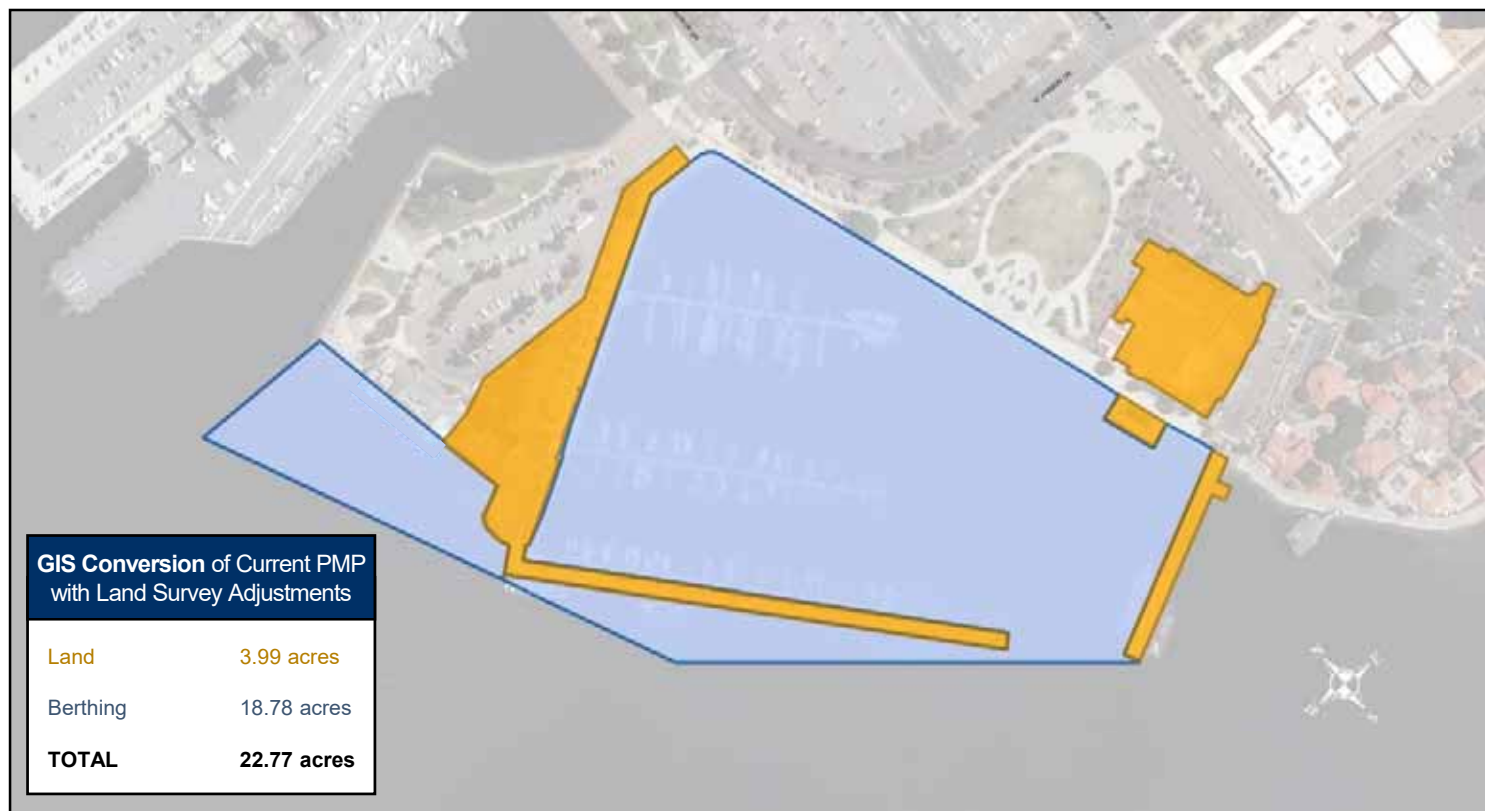 GIS Conversion of Current PMP
with Land Survey Adjustments
Land 3.99 acres
Berthing 18.78 acres
TOTAL 22.77 acres